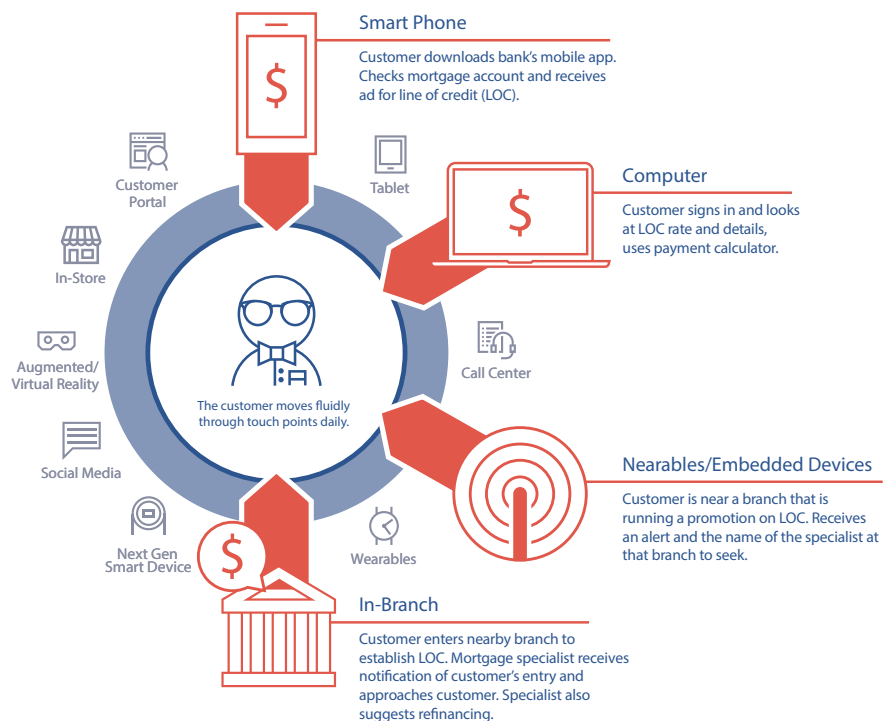 Smart Phone
Customer downloads bank's mobile app.
Checks mortgage account and receives
ad for line of credit (LOC).
$
Customer
Portal
Tablet
Computer
Customer signs in and looks
at LOC rate and details,
uses payment calculator.
$
In-Store
Augmented/
Virtual Reality
Call Center
The customer moves fluidly
through touch points daily.
Social Media
Nearables/Embedded Devices
Customer is near a branch that is
running a promotion on LOC. Receives
an alert and the name of the specialist at
that branch to seek.
Next Gen
Smart Device
$
Wearables
In-Branch
Customer enters nearby branch to
establish LOC. Mortgage specialist receives
notification of customer's entry and
approaches customer. Specialist also
suggests refinancing.